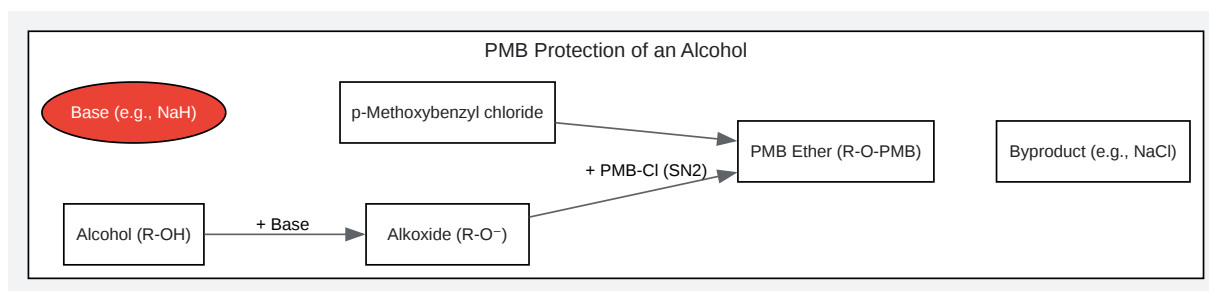 PMB Protection of an Alcohol
Base (e.g., NaH)
p-Methoxybenzyl chloride
PMB Ether (R-O-PMB)
Byproduct (e.g., NaCl)
+ PMB-Cl (SN2)
Alcohol (R-OH)
+ Base
Alkoxide (R-O⁻)